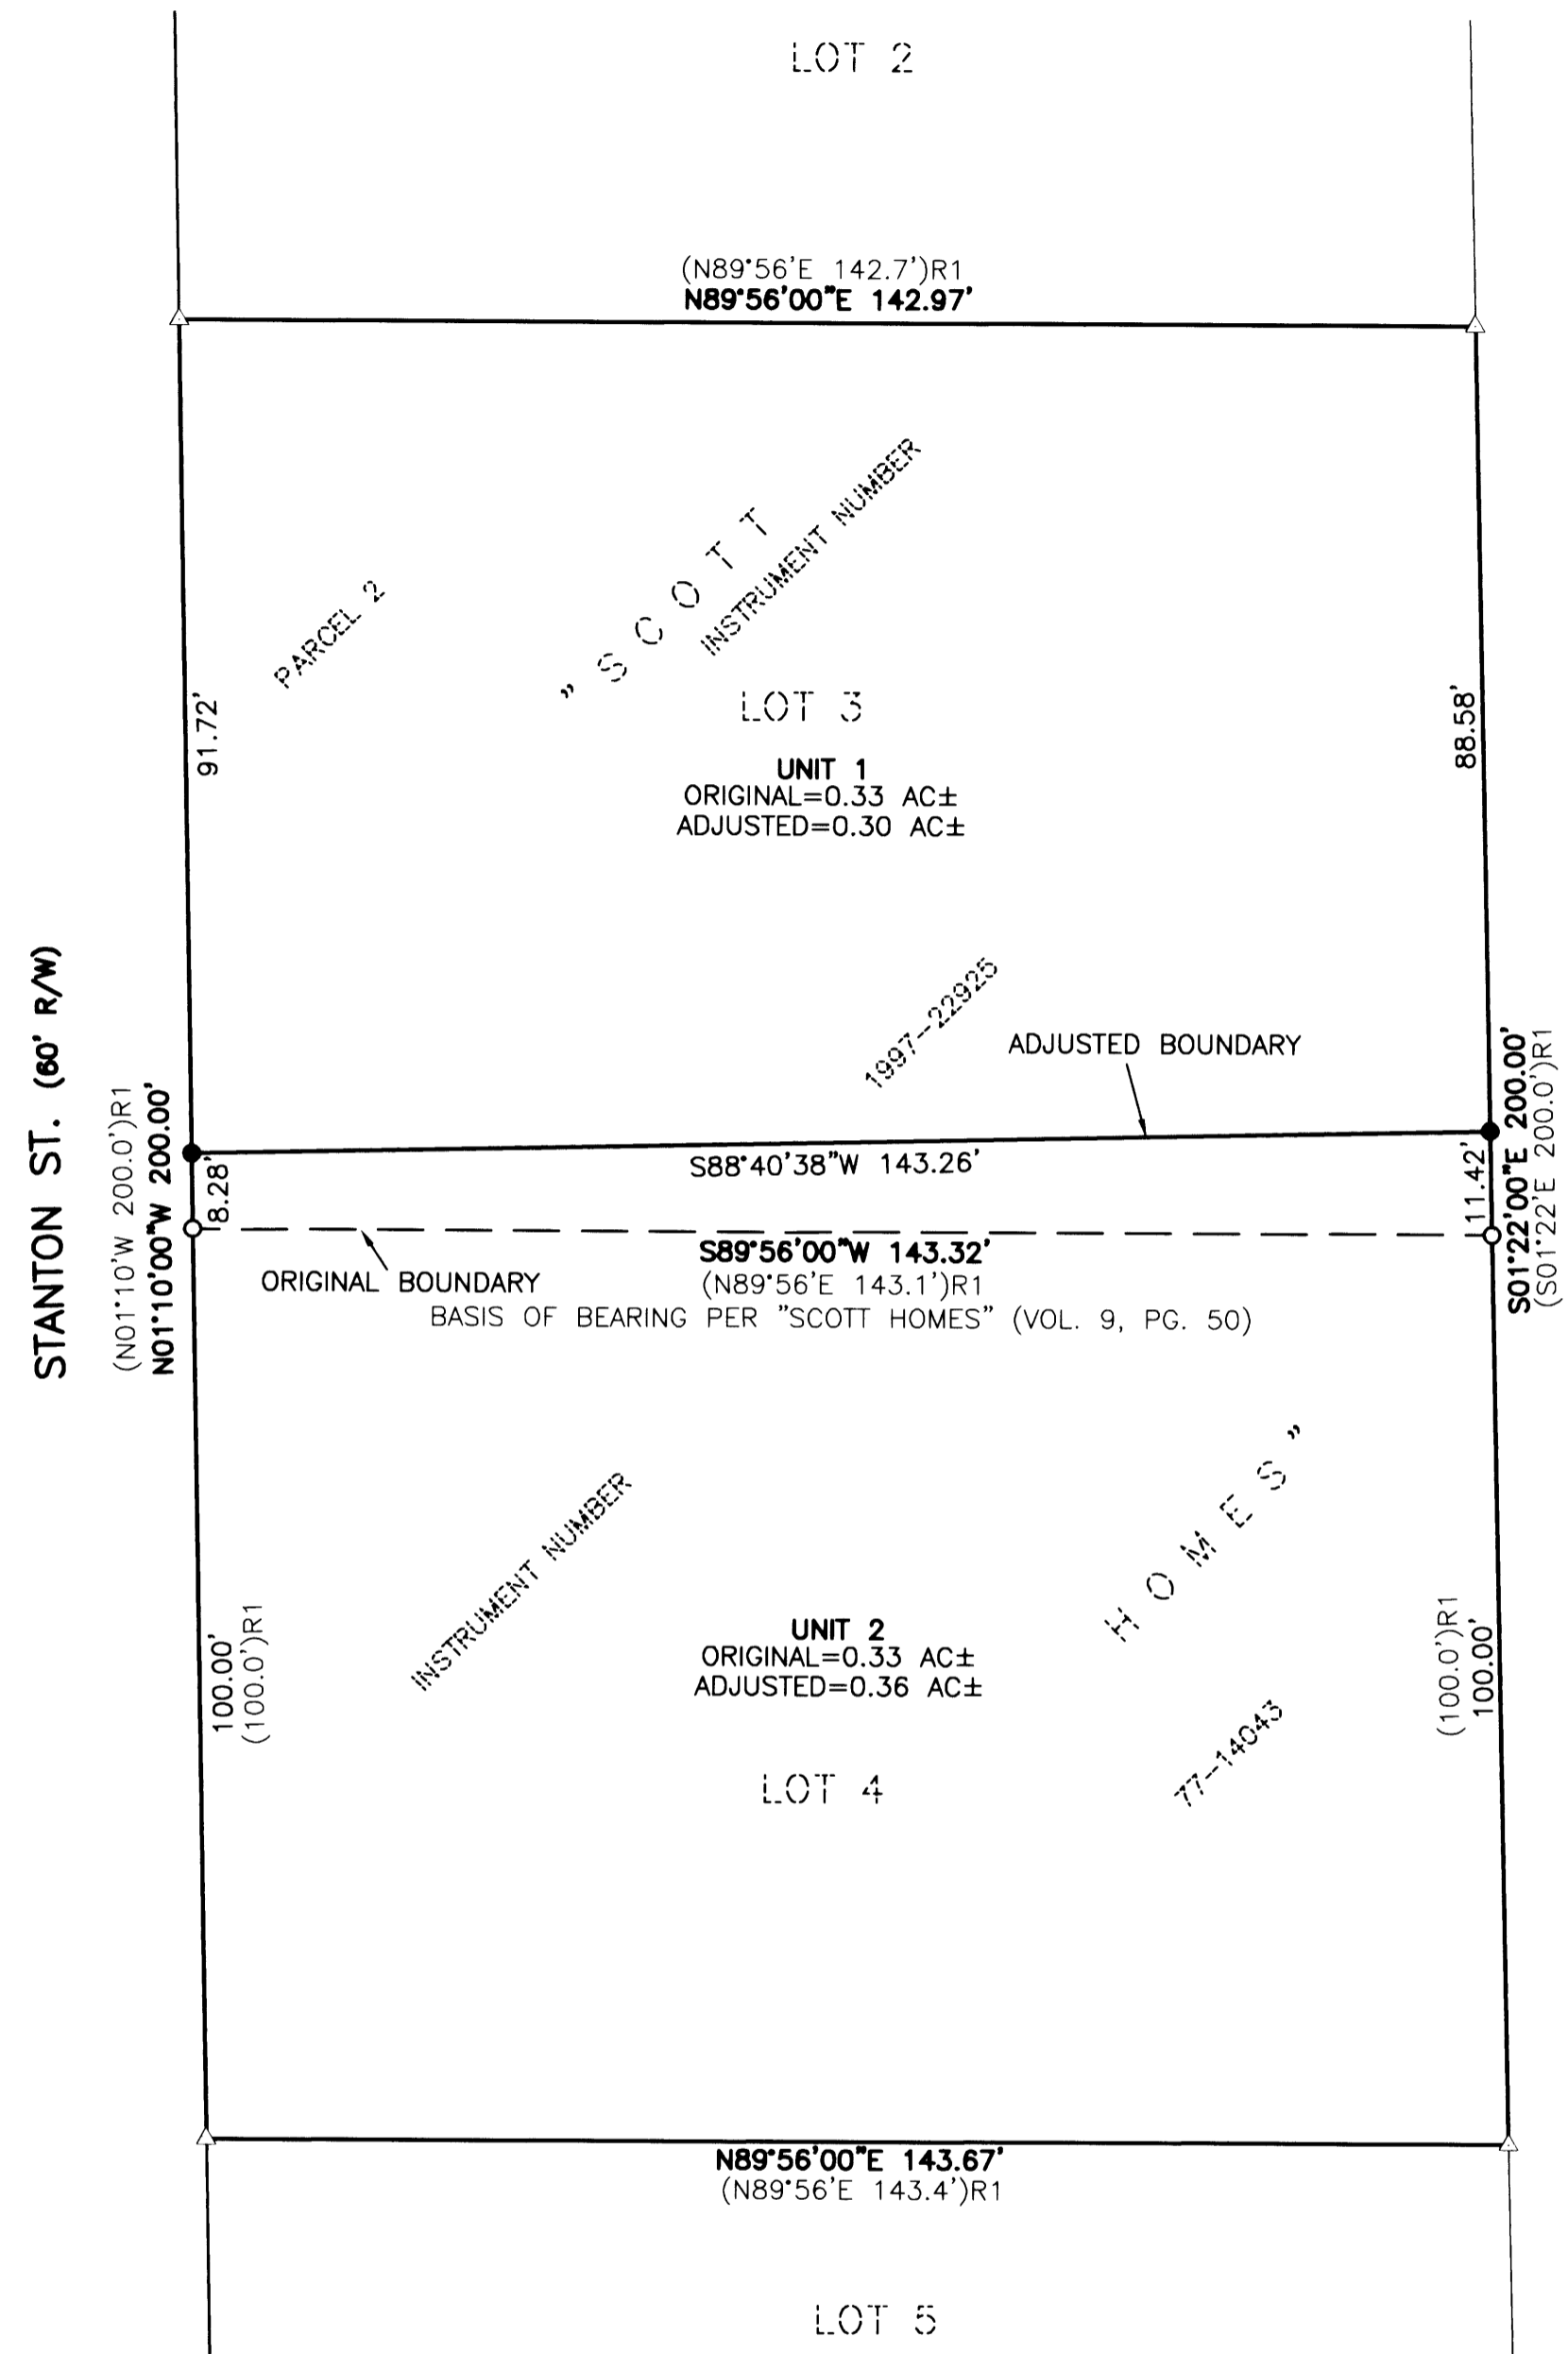 LOT 2
(N89°56'E 142.7')R1
N89°56'00"E 142.97'
"SCOTT
INSTRUMENT NUMBER
PARCEL 2
LOT 3
91.72'
88.58'
UNIT 1
ORIGINAL=0.33 AC±
ADJUSTED=0.30 AC±
1997-22925
ADJUSTED BOUNDARY
STANTON ST. (60' R/W)
(N01°10'W 200.0')R1
N01°10'00"W 200.00'
S01°22'00"E 200.00'
(S01°22'E 200.0')R1
S88°40'38"W 143.26'
8.28'
11.42'
S89°56'00"W 143.32'
ORIGINAL BOUNDARY
(N89°56'E 143.1')R1
BASIS OF BEARING PER "SCOTT HOMES" (VOL. 9, PG. 50)
HOMES"
INSTRUMENT NUMBER
UNIT 2
ORIGINAL=0.33 AC±
ADJUSTED=0.36 AC±
100.00'
(100.0')R1
(100.0')R1
100.00'
77-14043
LOT 4
N89°56'00"E 143.67'
(N89°56'E 143.4')R1
LOT 5